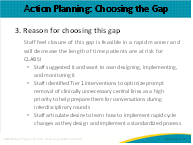 Action Planning: Choosing the Gap
3. Reason for choosing this gap
Staff feel closure of this gap is feasible in a rapid manner and
will decrease the length of time patients are at risk for
CLABSI
Staff suggested it and want to own designing, implementing,
and monitoring it
Staff identified Tier 1 interventions to optimize prompt
removal of clinically unnecessary central lines as a high
priority to help prepare them for conversations during
interdisciplinary rounds
Staff articulate desire to learn how to implement rapid cycle
changes as they design and implement a standardized process